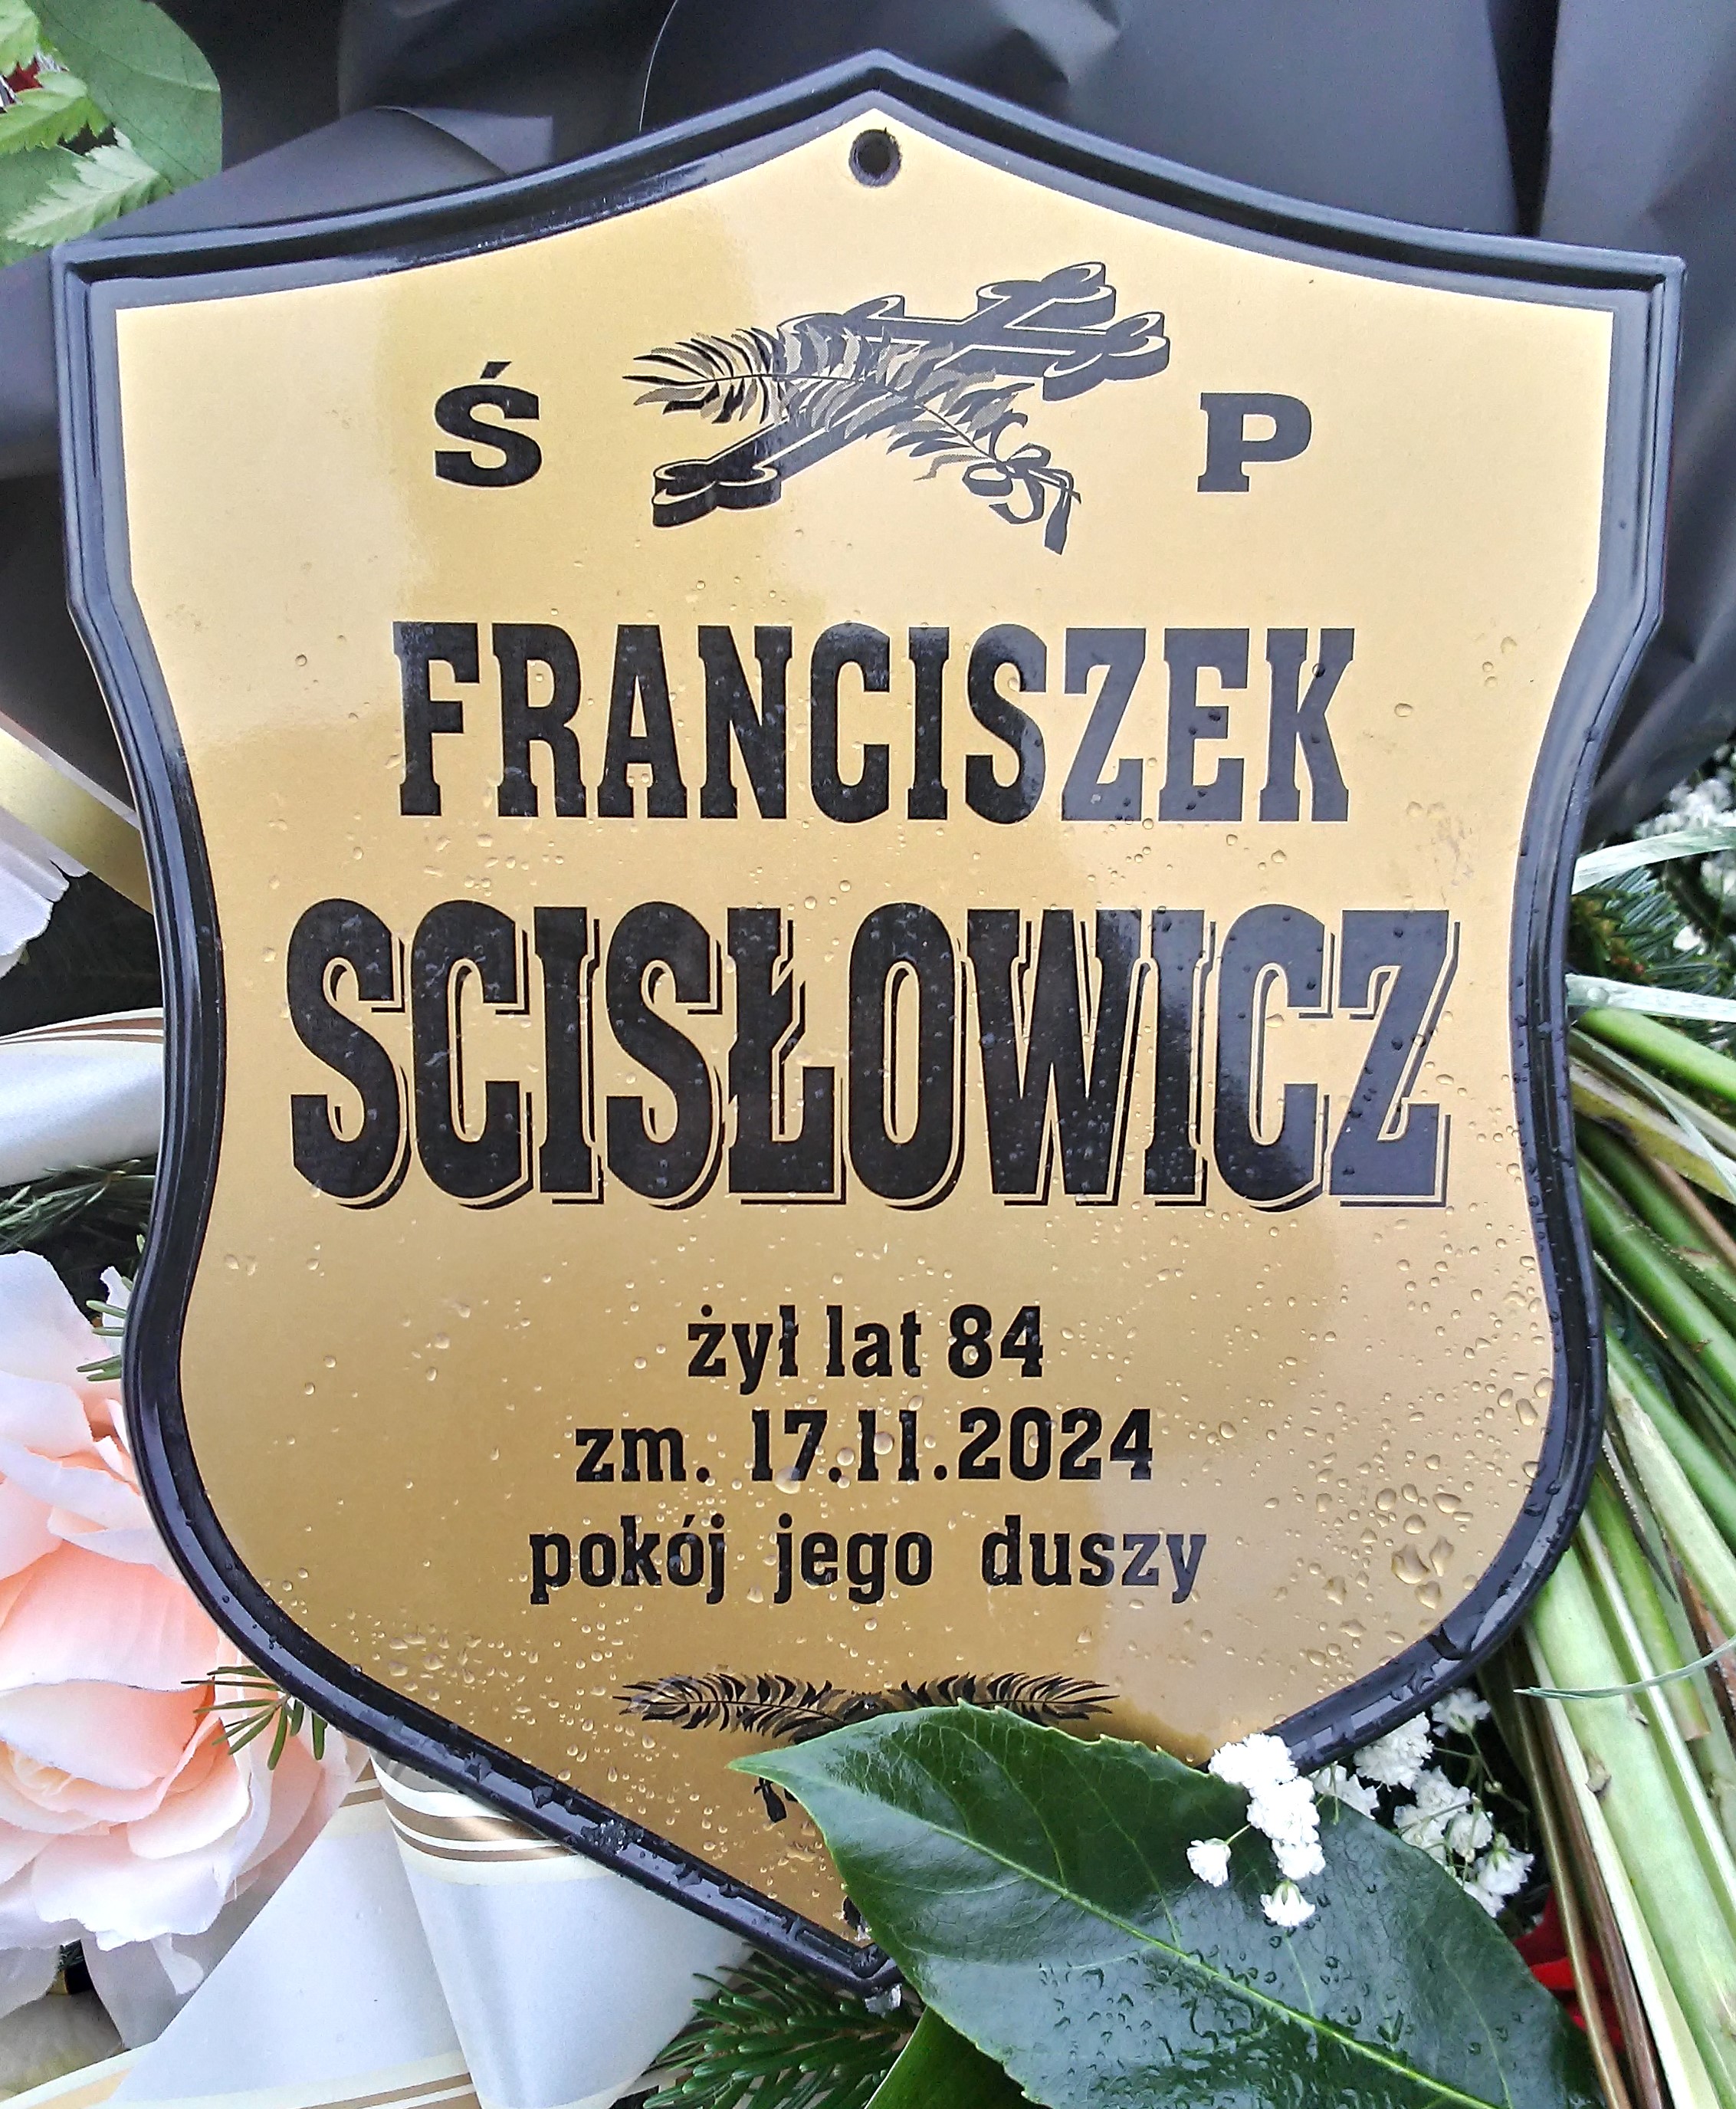 Ś P
FRANCISZEK
SCISŁOWICZ
żył lat 84
zm. 17.11.2024
pokój jego duszy